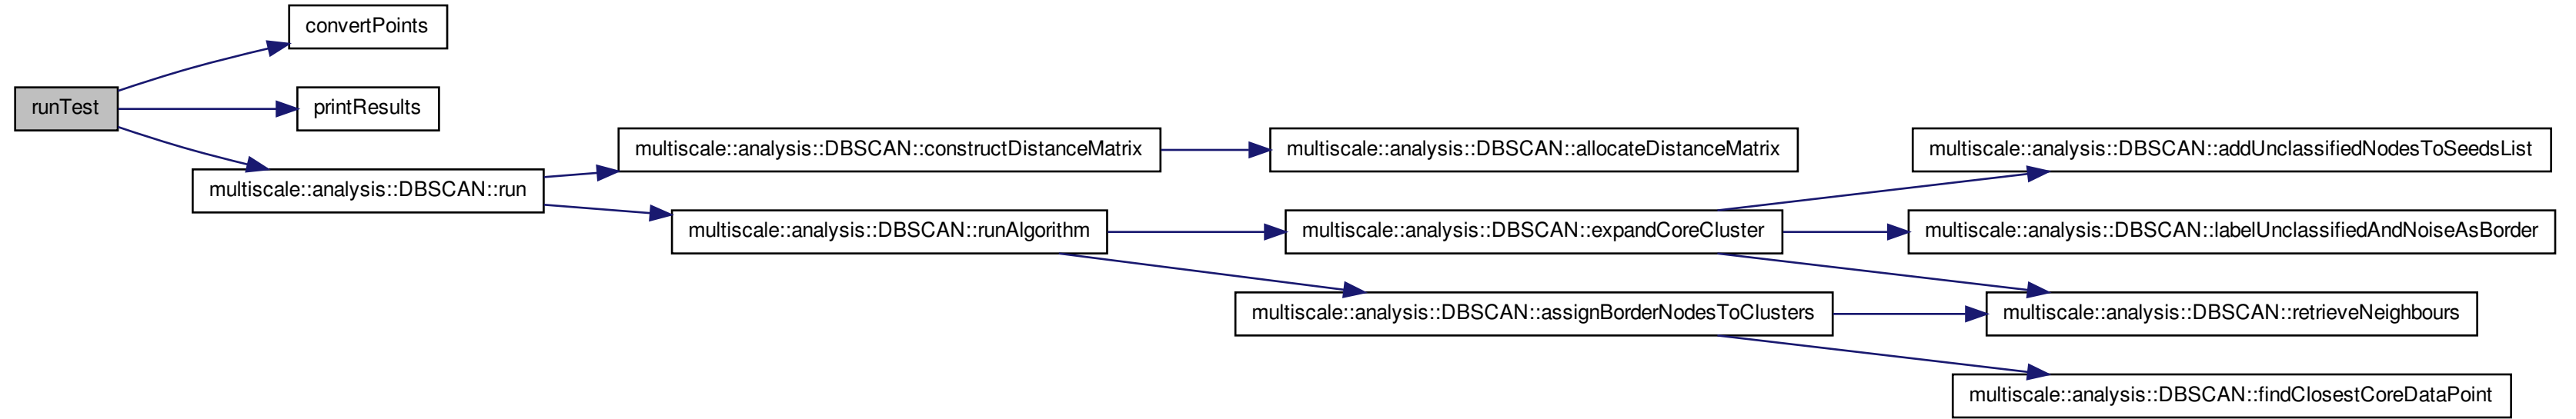 convertPoints
runTest
printResults
multiscale::analysis::DBSCAN::run
multiscale::analysis::DBSCAN::constructDistanceMatrix
multiscale::analysis::DBSCAN::allocateDistanceMatrix
multiscale::analysis::DBSCAN::addUnclassifiedNodesToSeedsList
multiscale::analysis::DBSCAN::runAlgorithm
multiscale::analysis::DBSCAN::expandCoreCluster
multiscale::analysis::DBSCAN::labelUnclassifiedAndNoiseAsBorder
multiscale::analysis::DBSCAN::assignBorderNodesToClusters
multiscale::analysis::DBSCAN::retrieveNeighbours
multiscale::analysis::DBSCAN::findClosestCoreDataPoint